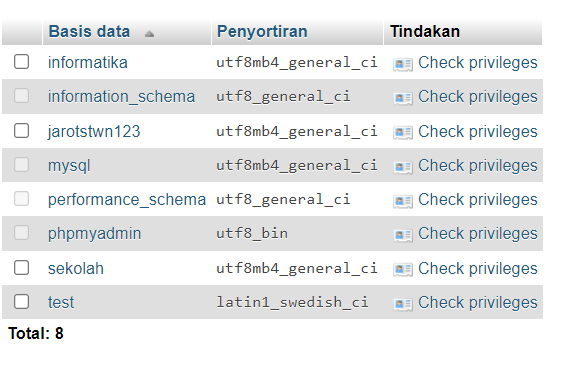 Basis data Penyortiran Tindakan
informatika utf8mb4_general_ci Check privileges
information_schema utf8_general_ci Check privileges
jarotstwn123 utf8mb4_general_ci Check privileges
mysql utf8mb4_general_ci Check privileges
performance_schema utf8_general_ci Check privileges
phpmyadmin utf8_bin Check privileges
sekolah utf8mb4_general_ci Check privileges
test latin1_swedish_ci Check privileges
Total: 8